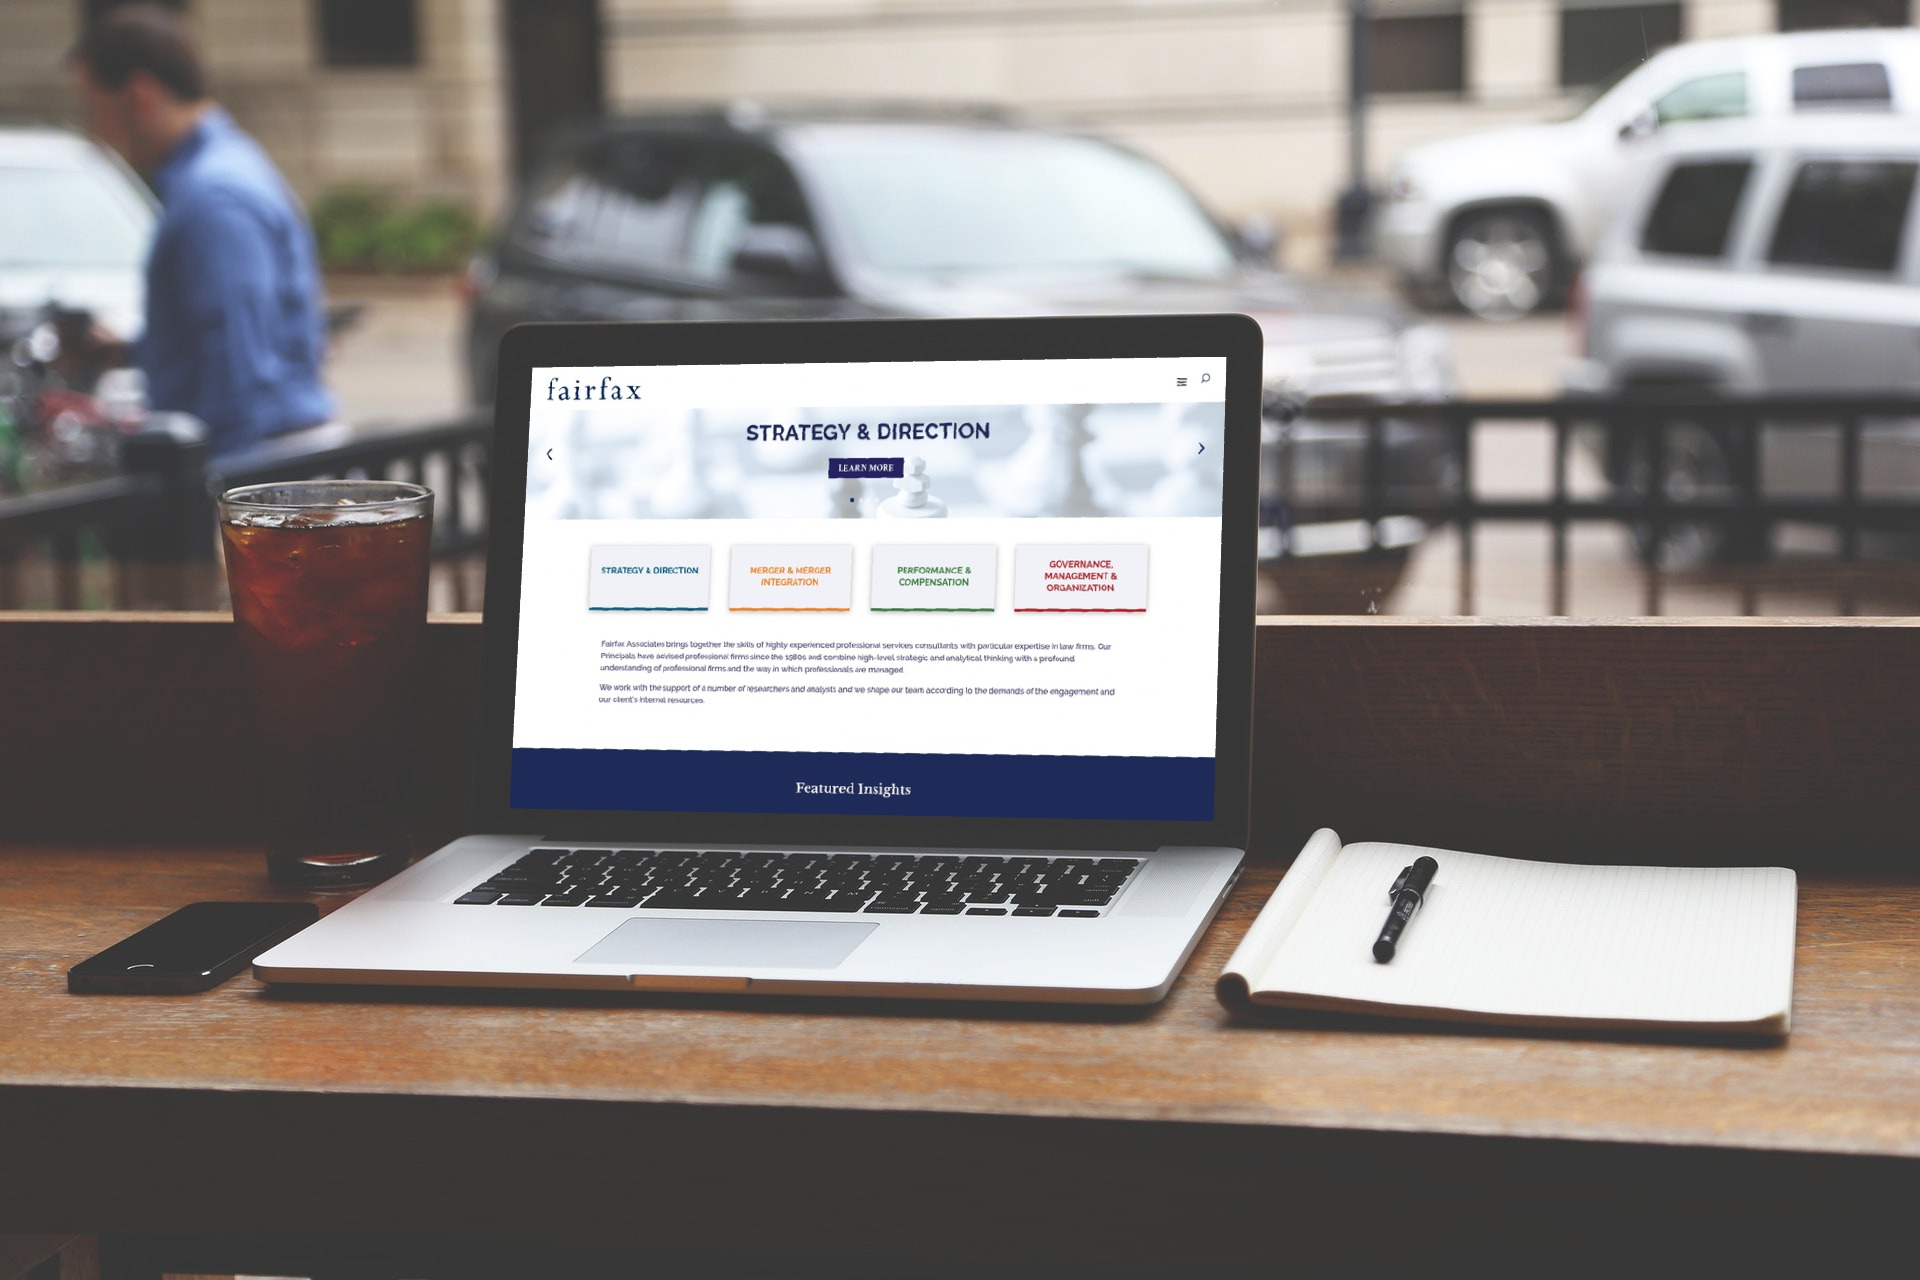 fairfax
STRATEGY & DIRECTION
LEARN MORE
STRATEGY & DIRECTION
MERGER & MERGER
INTEGRATION
PERFORMANCE &
COMPENSATION
GOVERNANCE,
MANAGEMENT &
ORGANIZATION
Fairfax Associates brings together the skills of highly experienced professional services consultants with particular expertise in law firms. Our
Principals have advised professional firms since the 1980s and combine high-level strategic and analytical thinking with a profound
understanding of professional firms and the way in which professionals are managed.
We work with the support of a number of researchers and analysts and we shape our team according to the demands of the engagement and
our client's internal resources.
Featured Insights